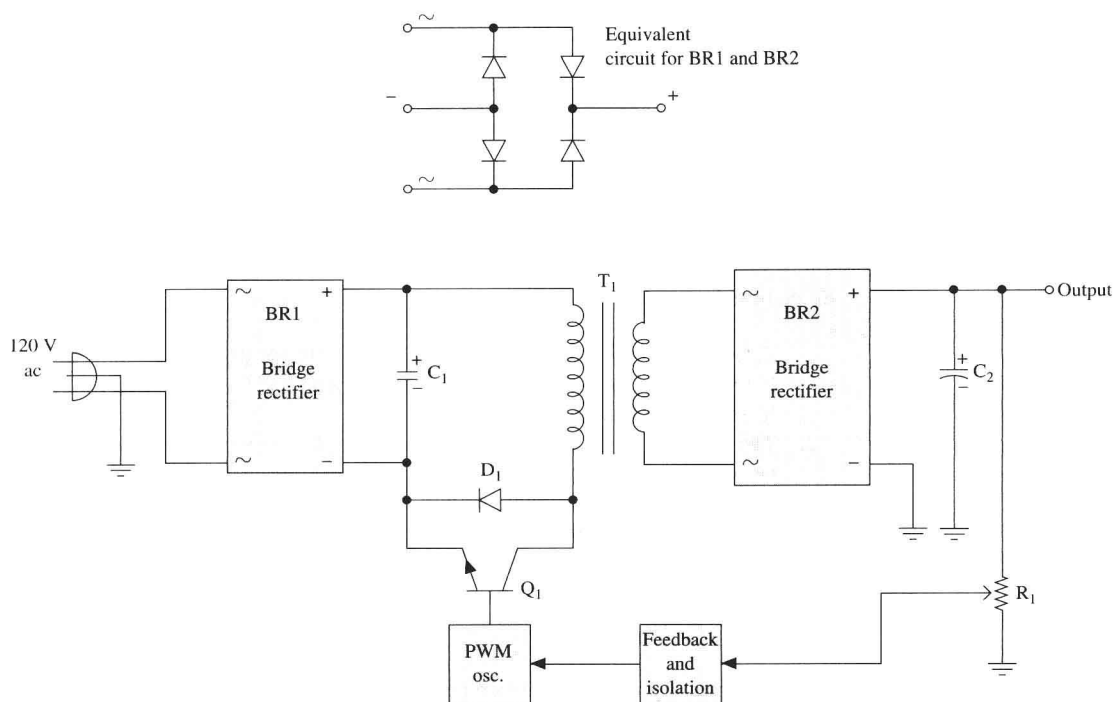 ~
Equivalent
circuit for BR1 and BR2
−
+
~
120 V
ac
~
+
BR1
Bridge
rectifier
~
−
+
−
C1
T1
~
+
BR2
Bridge
rectifier
~
−
+
−
C2
Output
D1
Q1
R1
PWM
osc.
Feedback
and
isolation